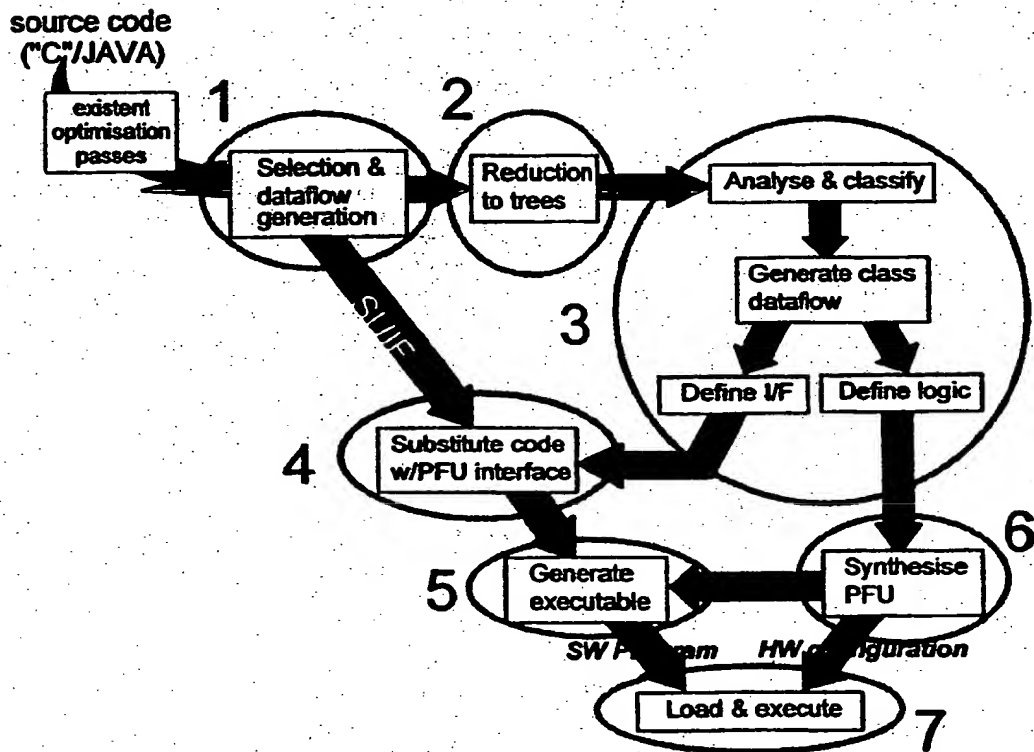 source code
("C"/JAVA)
existent
optimisation
passes
1
Selection &
dataflow
generation
2
Reduction
to trees
Analyse & classify
Generate class
dataflow
3
Define I/F
Define logic
SUIF
4
Substitute code
w/PFU interface
5
Generate
executable
6
Synthesise
PFU
SW
HW
Load & execute
7